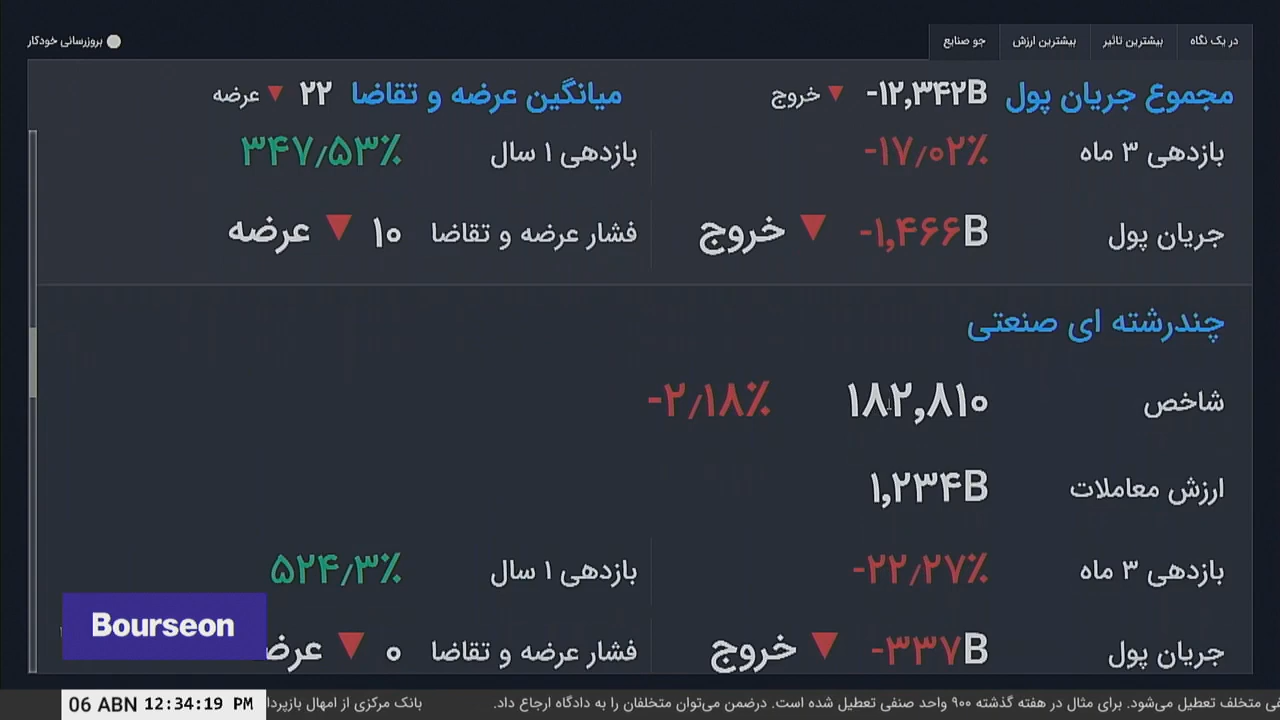 در یک نگاه بیشترین تاثیر بیشترین ارزش جو صنایع بروزرسانی خودکار
مجموع جریان پول -۱۲,۳۴۲B ▼ خروج میانگین عرضه و تقاضا ۲۲ ▼ عرضه
بازدهی ۳ ماه -۱۷٫۰۲٪ بازدهی ۱ سال ۳۴۷٫۵۳٪
جریان پول -۱,۴۶۶B ▼ خروج فشار عرضه و تقاضا ۱۰ ▼ عرضه
چندرشته ای صنعتی
شاخص ۱۸۲,۸۱۰ -۲٫۱۸٪
ارزش معاملات ۱,۲۳۴B
بازدهی ۳ ماه -۲۲٫۲۷٪ بازدهی ۱ سال ۵۲۴٫۳٪
جریان پول -۳۳۷B ▼ خروج فشار عرضه و تقاضا ۰ ▼
Bourseon
متخلف تعطیل می‌شود. برای مثال در هفته گذشته ۹۰۰ واحد صنفی تعطیل شده است. درضمن می‌توان متخلفان را به دادگاه ارجاع داد. بانک مرکزی از امهال
06 ABN 12:34:19 PM